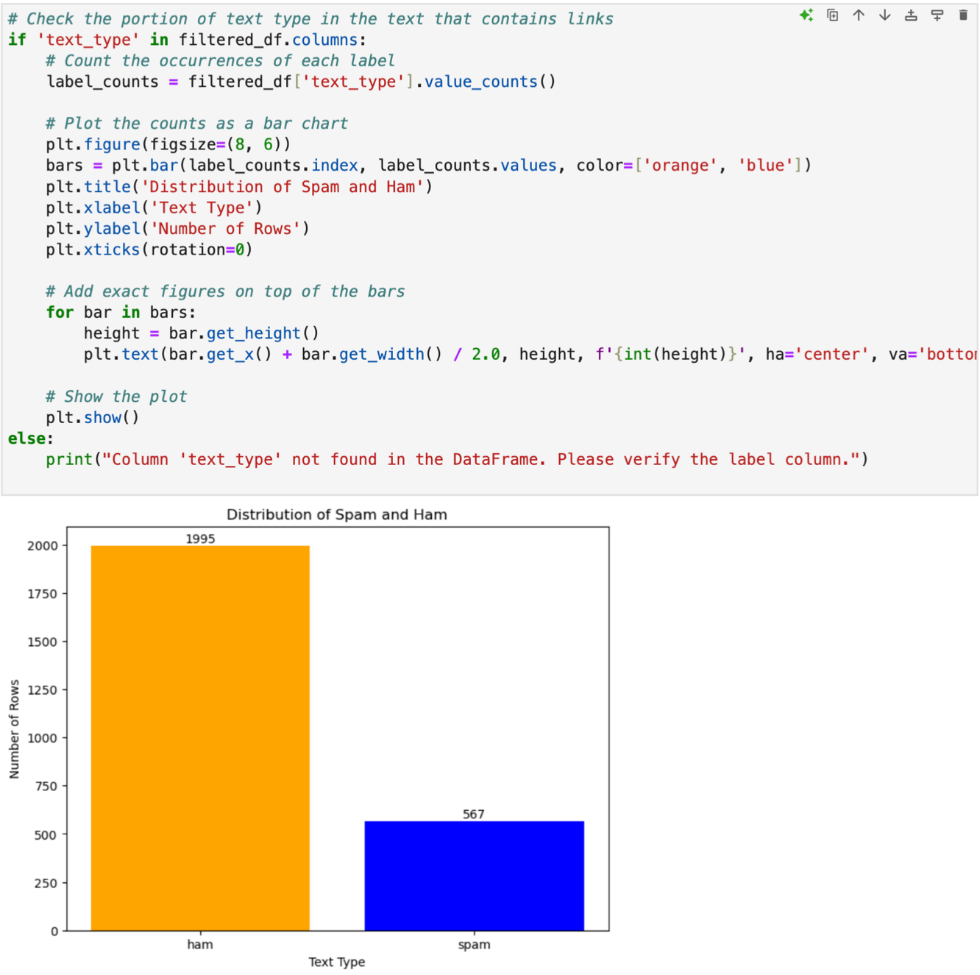 # Check the portion of text type in the text that contains links
if 'text_type' in filtered_df.columns:
    # Count the occurrences of each label
    label_counts = filtered_df['text_type'].value_counts()

    # Plot the counts as a bar chart
    plt.figure(figsize=(8, 6))
    bars = plt.bar(label_counts.index, label_counts.values, color=['orange', 'blue'])
    plt.title('Distribution of Spam and Ham')
    plt.xlabel('Text Type')
    plt.ylabel('Number of Rows')
    plt.xticks(rotation=0)

    # Add exact figures on top of the bars
    for bar in bars:
        height = bar.get_height()
        plt.text(bar.get_x() + bar.get_width() / 2.0, height, f'{int(height)}', ha='center', va='botto

    # Show the plot
    plt.show()
else:
    print("Column 'text_type' not found in the DataFrame. Please verify the label column.")
Distribution of Spam and Ham
1995
2000
1750
1500
1250
1000
750
567
500
250
0
Number of Rows
ham
spam
Text Type